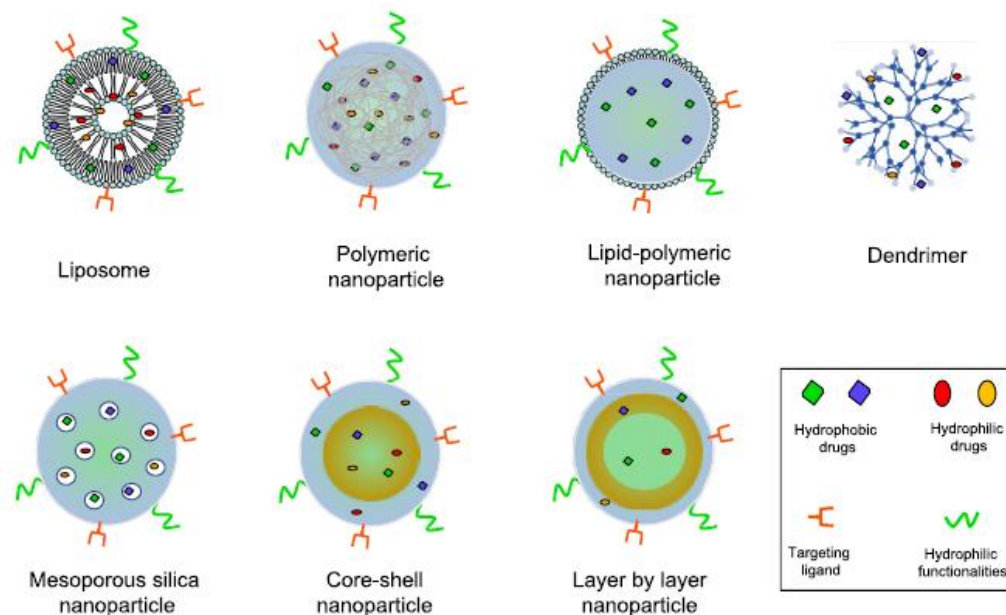 Liposome
Polymeric
nanoparticle
Lipid-polymeric
nanoparticle
Dendrimer
Mesoporous silica
nanoparticle
Core-shell
nanoparticle
Layer by layer
nanoparticle
Hydrophobic
drugs
Hydrophilic
drugs
Targeting
ligand
Hydrophilic
functionalities